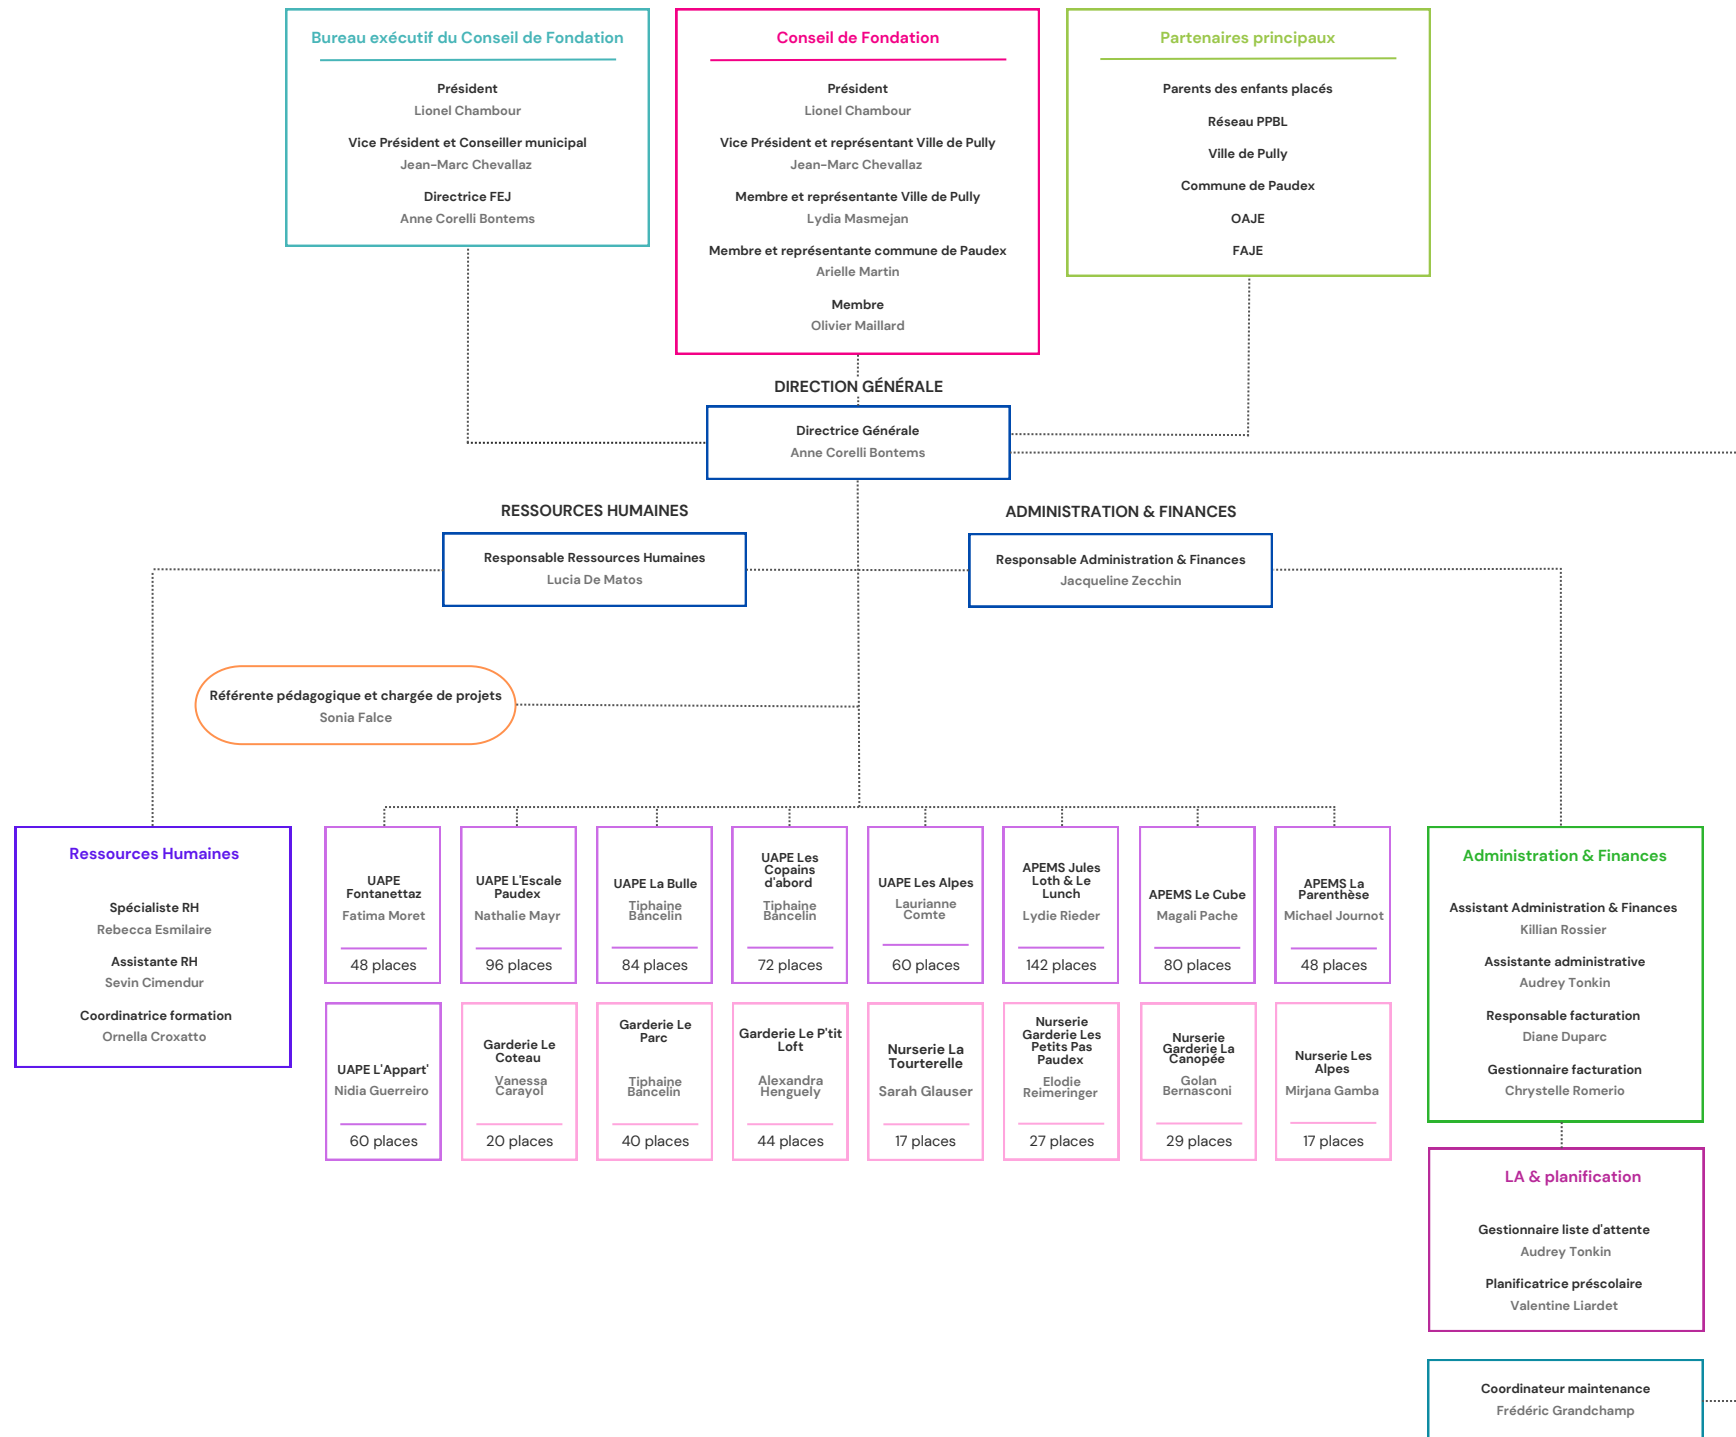 Bureau exécutif du Conseil de Fondation
Président
Lionel Chambour
Vice Président et Conseiller municipal
Jean-Marc Chevallaz
Directrice FEJ
Anne Corelli Bontems
Conseil de Fondation
Président
Lionel Chambour
Vice Président et représentant Ville de Pully
Jean-Marc Chevallaz
Membre et représentante Ville de Pully
Lydia Masmejan
Membre et représentante commune de Paudex
Arielle Martin
Membre
Olivier Maillard
Partenaires principaux
Parents des enfants placés
Réseau PPBL
Ville de Pully
Commune de Paudex
OAJE
FAJE
DIRECTION GÉNÉRALE
Directrice Générale
Anne Corelli Bontems
RESSOURCES HUMAINES
Responsable Ressources Humaines
Lucia De Matos
ADMINISTRATION & FINANCES
Responsable Administration & Finances
Jacqueline Zecchin
Référente pédagogique et chargée de projets
Sonia Falce
Ressources Humaines
Spécialiste RH
Rebecca Esmilaire
Assistante RH
Sevin Cimendur
Coordinatrice formation
Ornella Croxatto
UAPE
Fontanettaz
Fatima Moret
48 places
UAPE L'Escale
Paudex
Nathalie Mayr
96 places
UAPE La Bulle
Tiphaine
Bancelin
84 places
UAPE Les
Copains
d'abord
Tiphaine
Bancelin
72 places
UAPE Les Alpes
Laurianne
Comte
60 places
APEMS Jules
Loth & Le
Lunch
Lydie Rieder
142 places
APEMS Le Cube
Magali Pache
80 places
APEMS La
Parenthèse
Michael Journot
48 places
UAPE L'Appart'
Nidia Guerreiro
60 places
Garderie Le
Coteau
Vanessa
Carayol
20 places
Garderie Le
Parc
Tiphaine
Bancelin
40 places
Garderie Le P'tit
Loft
Alexandra
Henguely
44 places
Nurserie La
Tourterelle
Sarah Glauser
17 places
Nurserie
Garderie Les
Petits Pas
Paudex
Elodie
Reimeringer
27 places
Nurserie
Garderie La
Canopée
Golan
Bernasconi
29 places
Nurserie Les
Alpes
Mirjana Gamba
17 places
Administration & Finances
Assistant Administration & Finances
Killian Rossier
Assistante administrative
Audrey Tonkin
Responsable facturation
Diane Duparc
Gestionnaire facturation
Chrystelle Romerio
LA & planification
Gestionnaire liste d'attente
Audrey Tonkin
Planificatrice préscolaire
Valentine Liardet
Coordinateur maintenance
Frédéric Grandchamp